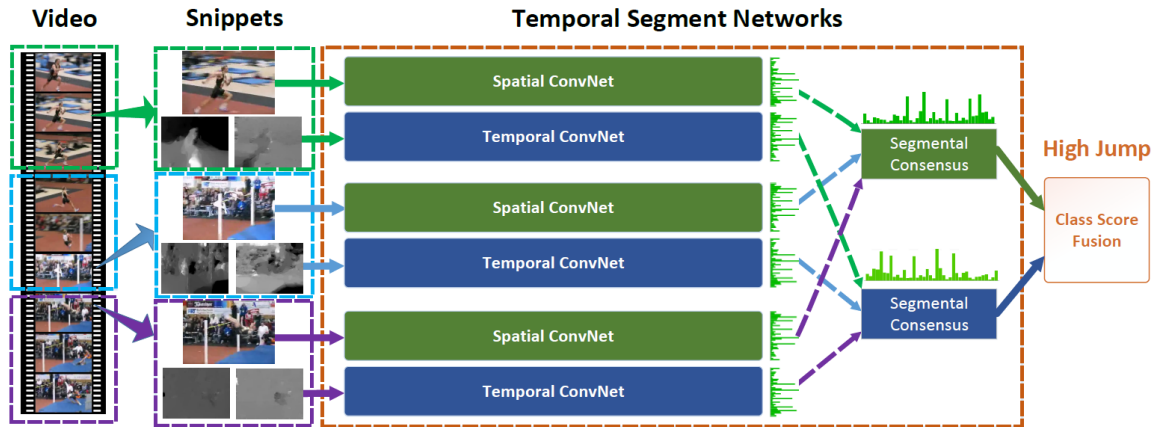 Video
Snippets
Temporal Segment Networks
Spatial ConvNet
Temporal ConvNet
Spatial ConvNet
Temporal ConvNet
Spatial ConvNet
Temporal ConvNet
Segmental
Consensus
Segmental
Consensus
High Jump
Class Score
Fusion